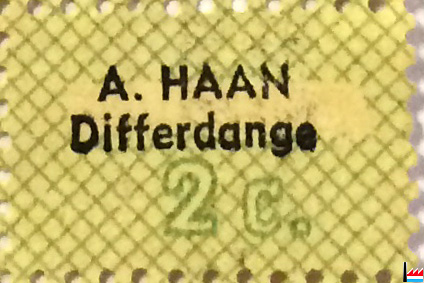 A. HAAN
Differdange
2 c.